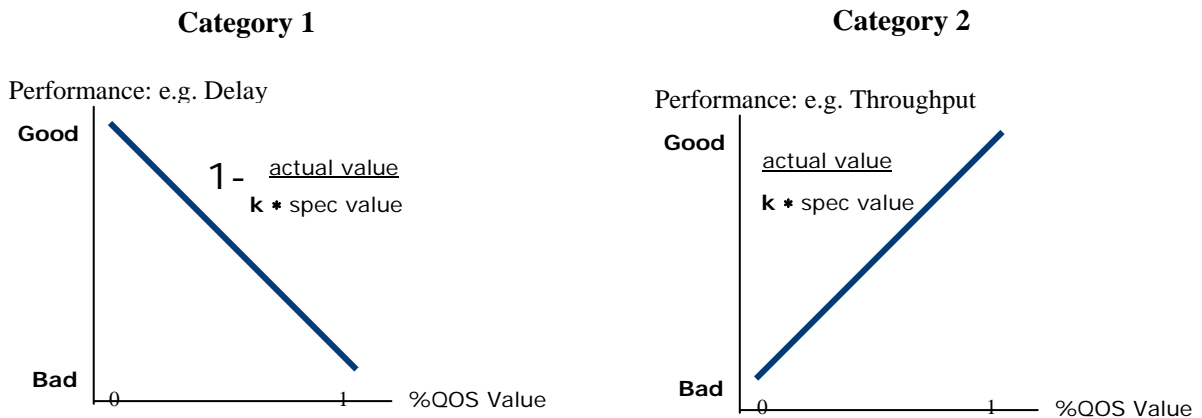 Category 1
Performance: e.g. Delay
Good
1- actual value
k * spec value
Bad
0 1 %QOS Value
Category 2
Performance: e.g. Throughput
Good
actual value
k * spec value
Bad
0 1 %QOS Value